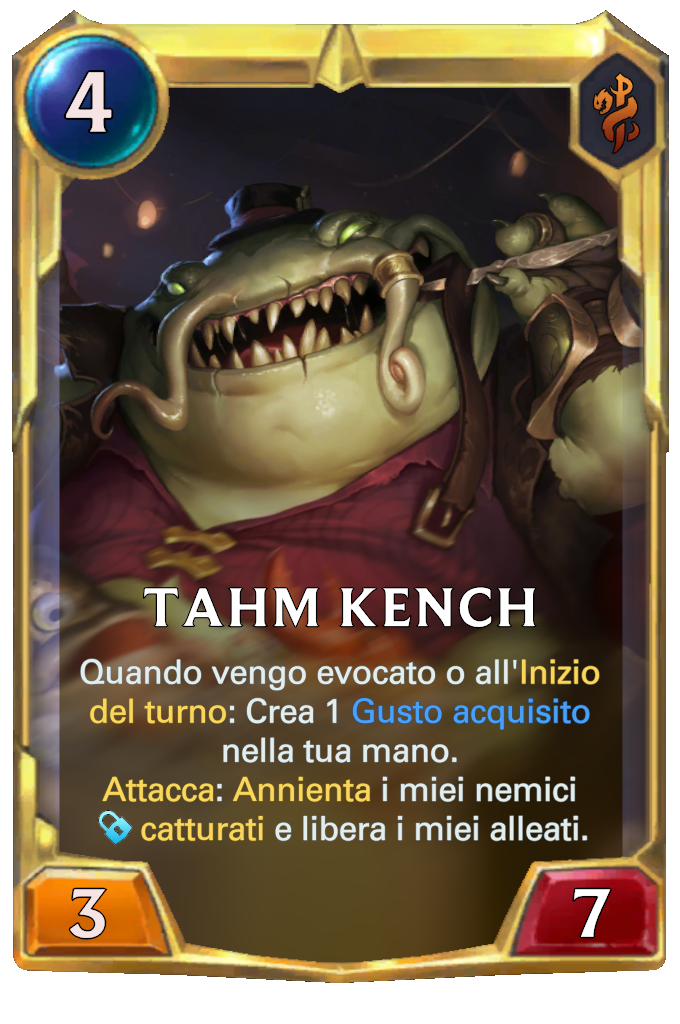 4
TAHM KENCH
Quando vengo evocato o all'Inizio
del turno: Crea 1 Gusto acquisito
nella tua mano.
Attacca: Annienta i miei nemici
catturati e libera i miei alleati.
3
7